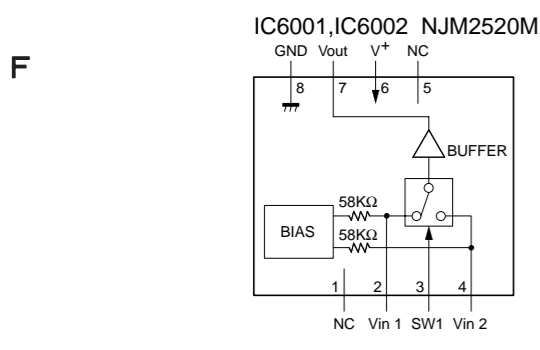 IC6001,IC6002 NJM2520M
GND Vout V+ NC
F
8 7 6 5
BUFFER
58KΩ
BIAS
58KΩ
1 2 3 4
NC Vin 1 SW1 Vin 2